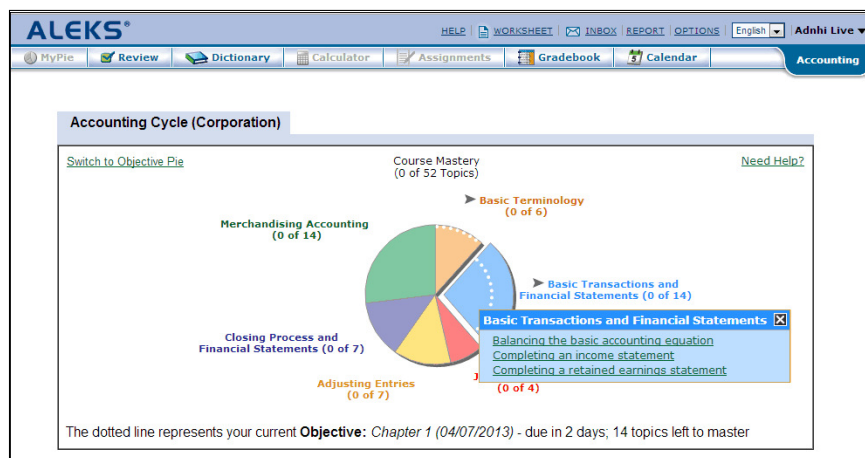 ALEKS®
HELP WORKSHEET INBOX REPORT OPTIONS English Adnhi Live
MyPie Review Dictionary Calculator Assignments Gradebook 5 Calendar Accounting
Accounting Cycle (Corporation)
Switch to Objective Pie
Course Mastery
(0 of 52 Topics)
Need Help?
Basic Terminology
(0 of 6)
Merchandising Accounting
(0 of 14)
Basic Transactions and
Financial Statements (0 of 14)
Basic Transactions and Financial Statements
Balancing the basic accounting equation
Completing an income statement
Completing a retained earnings statement
Closing Process and
Financial Statements (0 of 7)
Adjusting Entries
(0 of 7)
(0 of 4)
The dotted line represents your current Objective: Chapter 1 (04/07/2013) - due in 2 days; 14 topics left to master